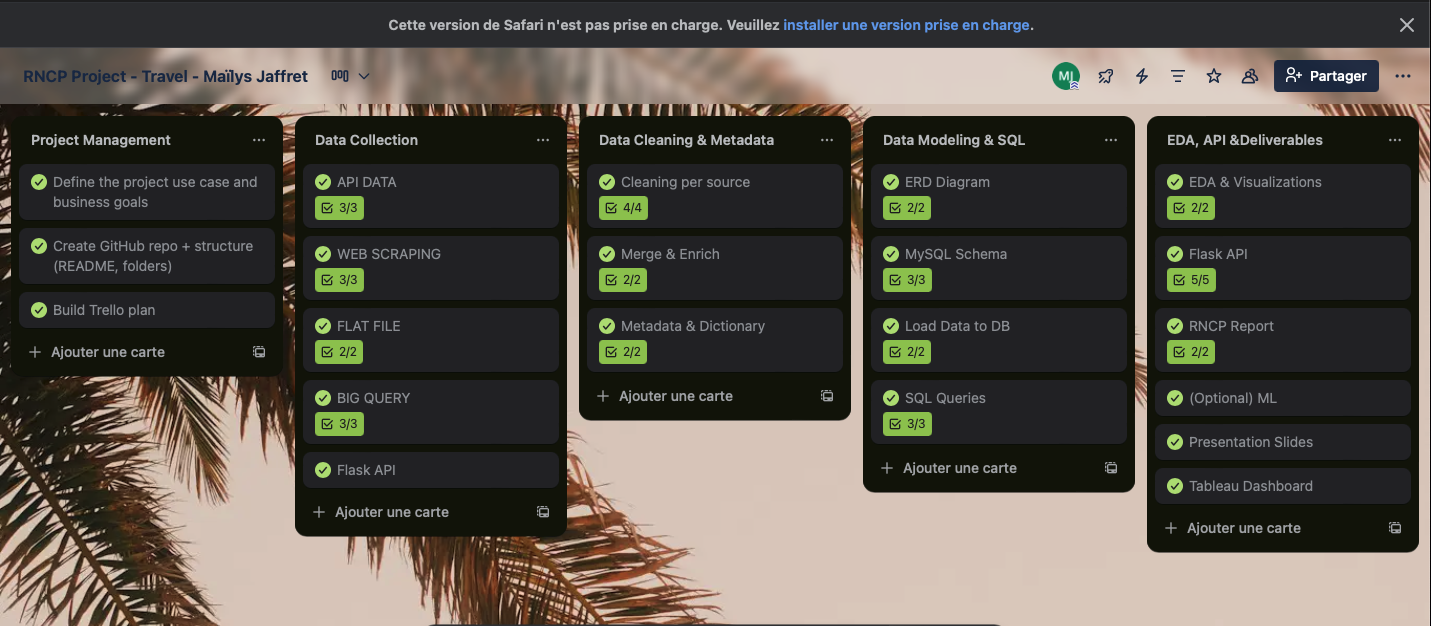 Cette version de Safari n'est pas prise en charge. Veuillez installer une version prise en charge.
RNCP Project - Travel - Maïlys Jaffret
MJ
Partager
Project Management
Define the project use case and
business goals
Create GitHub repo + structure
(README, folders)
Build Trello plan
Ajouter une carte
Data Collection
API DATA
3/3
WEB SCRAPING
3/3
FLAT FILE
2/2
BIG QUERY
3/3
Flask API
Ajouter une carte
Data Cleaning & Metadata
Cleaning per source
4/4
Merge & Enrich
2/2
Metadata & Dictionary
2/2
Ajouter une carte
Data Modeling & SQL
ERD Diagram
2/2
MySQL Schema
3/3
Load Data to DB
2/2
SQL Queries
3/3
Ajouter une carte
EDA, API &Deliverables
EDA & Visualizations
2/2
Flask API
5/5
RNCP Report
2/2
(Optional) ML
Presentation Slides
Tableau Dashboard
Ajouter une carte